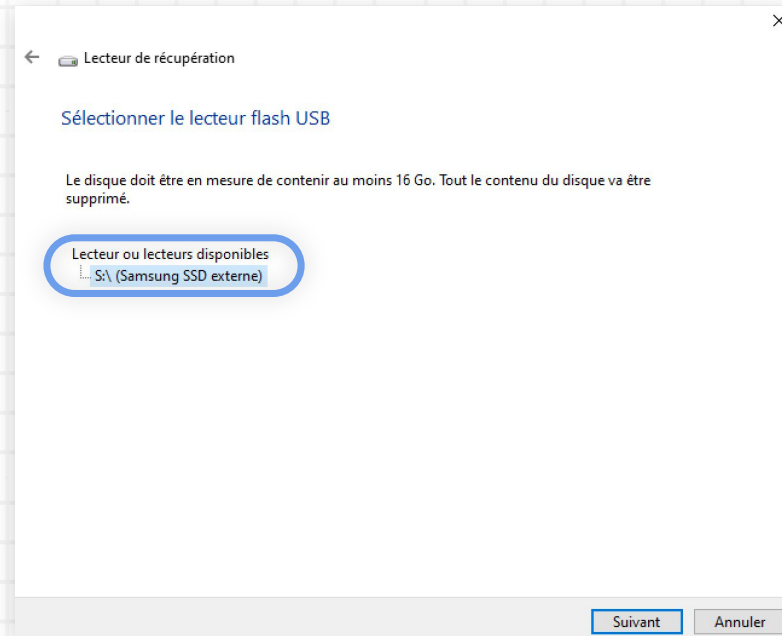 Lecteur de récupération
Sélectionner le lecteur flash USB
Le disque doit être en mesure de contenir au moins 16 Go. Tout le contenu du disque va être
supprimé.
Lecteur ou lecteurs disponibles
S:\ (Samsung SSD externe)
Suivant Annuler